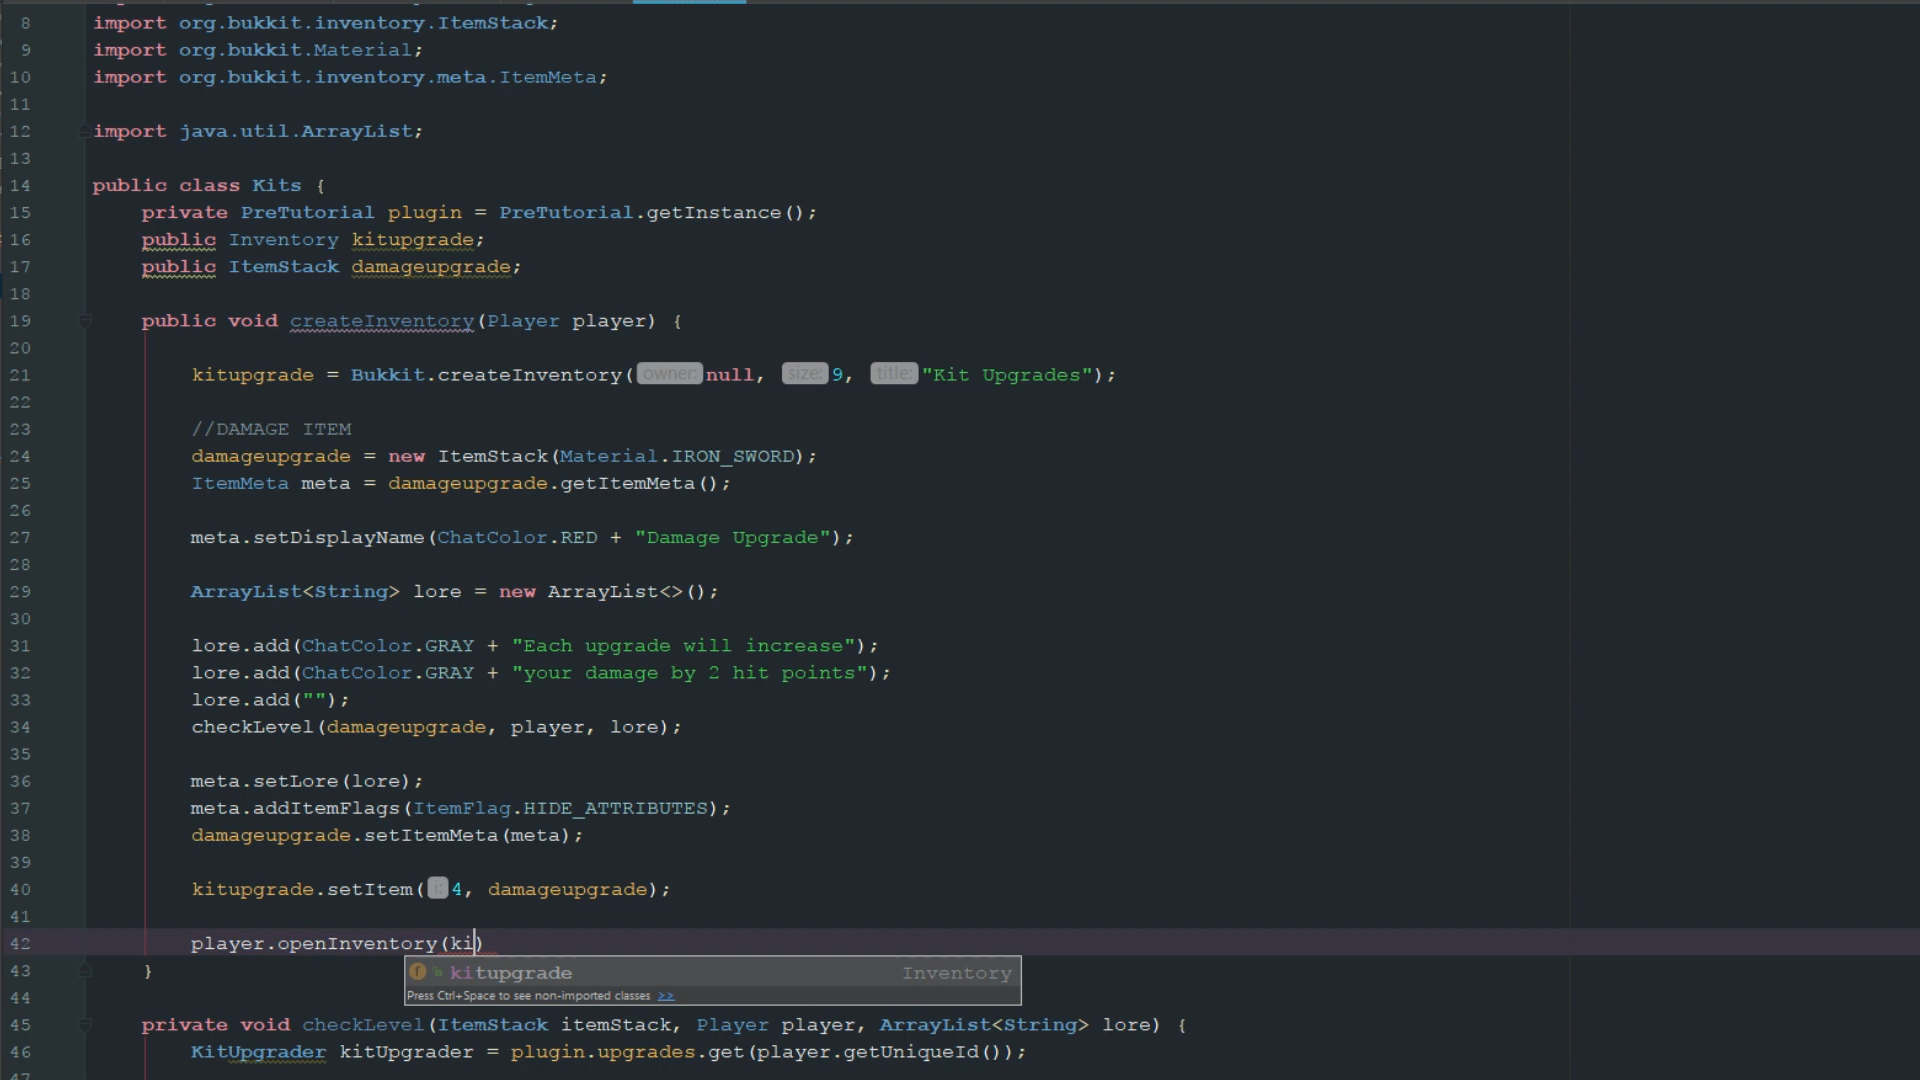 8 import org.bukkit.inventory.ItemStack;
9 import org.bukkit.Material;
10 import org.bukkit.inventory.meta.ItemMeta;
11
12 import java.util.ArrayList;
13
14 public class Kits {
15 private PreTutorial plugin = PreTutorial.getInstance();
16 public Inventory kitupgrade;
17 public ItemStack damageupgrade;
18
19 public void createInventory(Player player) {
20
21 kitupgrade = Bukkit.createInventory( owner: null, size: 9, title: "Kit Upgrades");
22
23 //DAMAGE ITEM
24 damageupgrade = new ItemStack(Material.IRON_SWORD);
25 ItemMeta meta = damageupgrade.getItemMeta();
26
27 meta.setDisplayName(ChatColor.RED + "Damage Upgrade");
28
29 ArrayList<String> lore = new ArrayList<>();
30
31 lore.add(ChatColor.GRAY + "Each upgrade will increase");
32 lore.add(ChatColor.GRAY + "your damage by 2 hit points");
33 lore.add("");
34 checkLevel(damageupgrade, player, lore);
35
36 meta.setLore(lore);
37 meta.addItemFlags(ItemFlag.HIDE_ATTRIBUTES);
38 damageupgrade.setItemMeta(meta);
39
40 kitupgrade.setItem( i: 4, damageupgrade);
41
42 player.openInventory(ki)
43 }
f kitupgrade Inventory
Press Ctrl+Space to see non-imported classes >>
44
45 private void checkLevel(ItemStack itemStack, Player player, ArrayList<String> lore) {
46 KitUpgrader kitUpgrader = plugin.upgrades.get(player.getUniqueId());
47